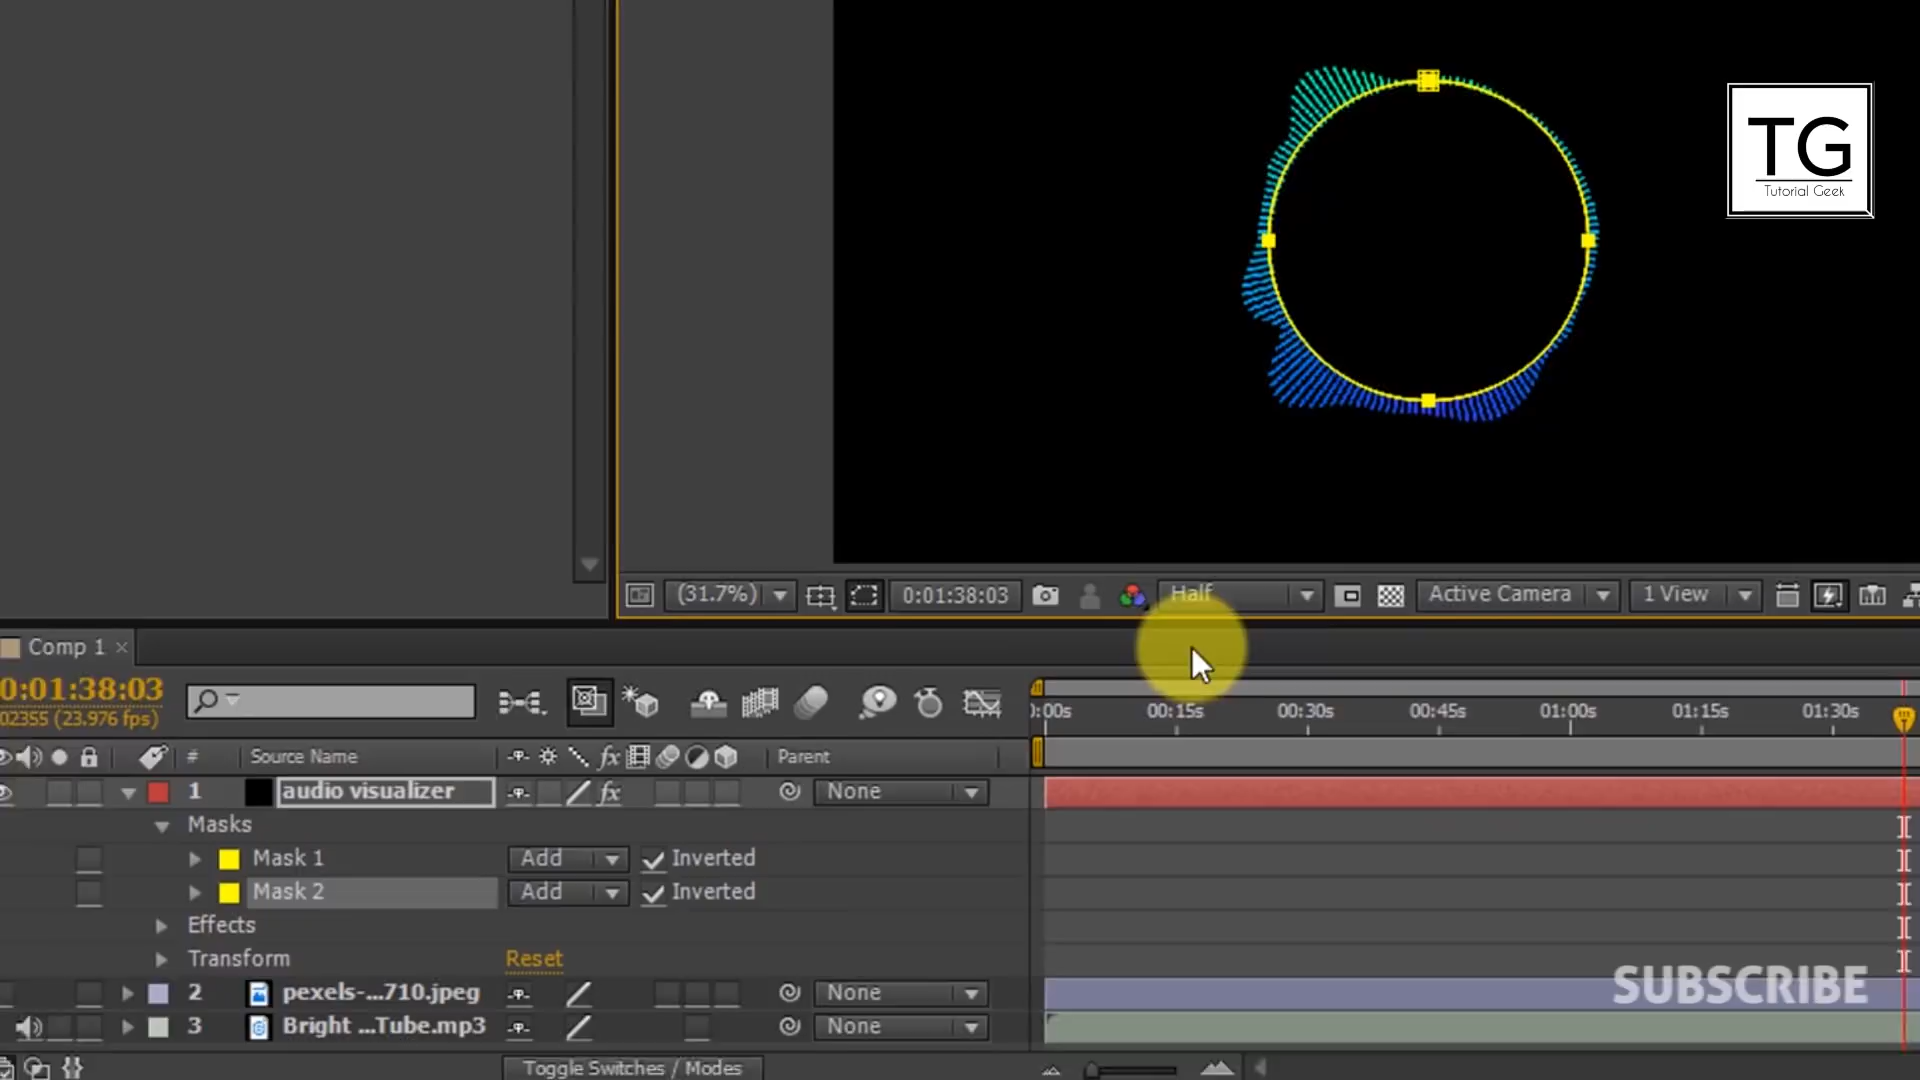 TG
Tutorial Geek
(31.7%)
0:01:38:03
Half
Active Camera
1 View
Comp 1
0:01:38:03
02355 (23.976 fps)
:00s
00:15s
00:30s
00:45s
01:00s
01:15s
01:30s
#
Source Name
fx
Parent
1
audio visualizer
fx
None
Masks
Mask 1
Add
Inverted
Mask 2
Add
Inverted
Effects
Transform
Reset
SUBSCRIBE
2
pexels-...710.jpeg
None
3
Bright ...Tube.mp3
None
Toggle Switches / Modes